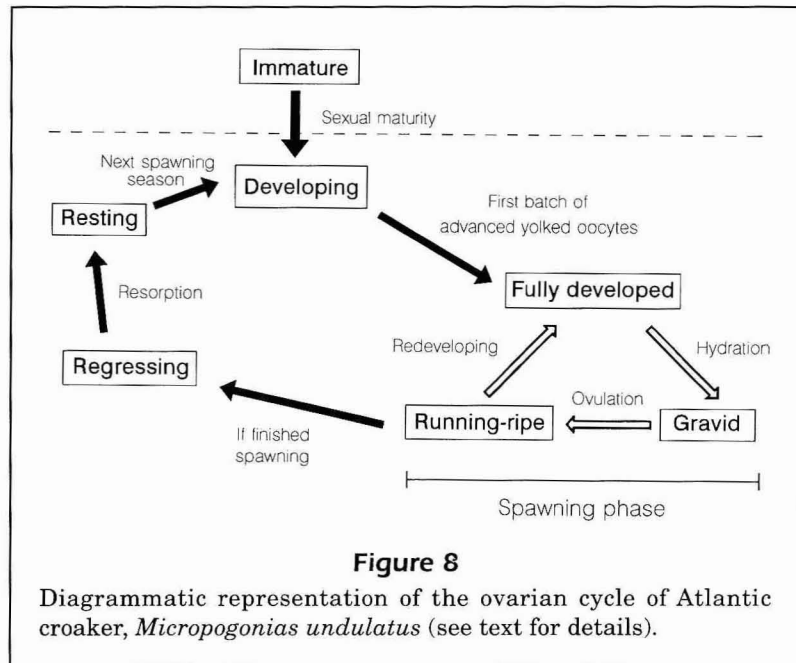 Immature
Sexual maturity
Next spawning
season
Developing
Resting
First batch of
advanced yolked oocytes
Resorption
Fully developed
Redeveloping
Hydration
Regressing
Ovulation
Running-ripe
Gravid
If finished
spawning
Spawning phase
Figure 8
Diagrammatic representation of the ovarian cycle of Atlantic
croaker, Micropogonias undulatus (see text for details).